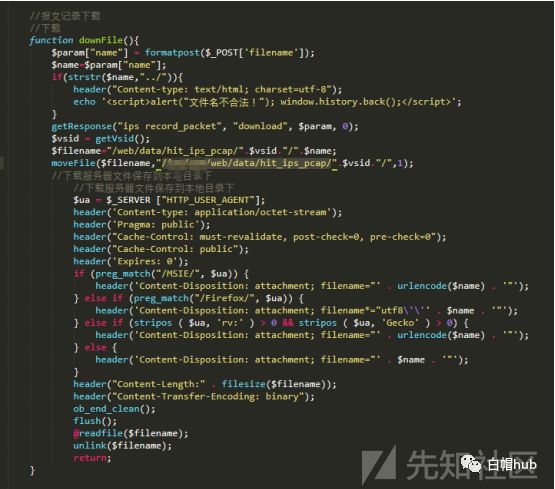 //报文记录下载
//下载
function downFile(){
$param["name"] = formatpost($_POST['filename']);
$name=$param["name"];
if(strstr($name,"../")){
header("Content-type: text/html; charset=utf-8");
echo '<script>alert("文件名不合法！"); window.history.back();</script>';
}
getResponse("ips record_packet", "download", $param, 0);
$vsid = getVsid();
$filename="/web/data/hit_ips_pcap/".$vsid."/".$name;
moveFile($filename,"/web/data/hit_ips_pcap/".$vsid."/",1);
//下载服务器文件保存到本地目录下
//下载服务器文件保存到本地目录下
$ua = $_SERVER ["HTTP_USER_AGENT"];
header('Content-type: application/octet-stream');
header('Pragma: public');
header("Cache-Control: must-revalidate, post-check=0, pre-check=0");
header("Cache-Control: public");
header('Expires: 0');
if (preg_match("/MSIE/", $ua)) {
header('Content-Disposition: attachment; filename="' . urlencode($name) . '"');
} else if (preg_match("/Firefox/", $ua)) {
header('Content-Disposition: attachment; filename*="utf8\'\'' . $name . '"');
} else if (stripos ( $ua, 'rv:' ) > 0 && stripos ( $ua, 'Gecko' ) > 0) {
header('Content-Disposition: attachment; filename="' . urlencode($name) . '"');
} else {
header('Content-Disposition: attachment; filename="' . $name . '"');
}
header("Content-Length:" . filesize($filename));
header("Content-Transfer-Encoding: binary");
ob_end_clean();
flush();
@readfile($filename);
unlink($filename);
return;
}
先知社区
白帽hub